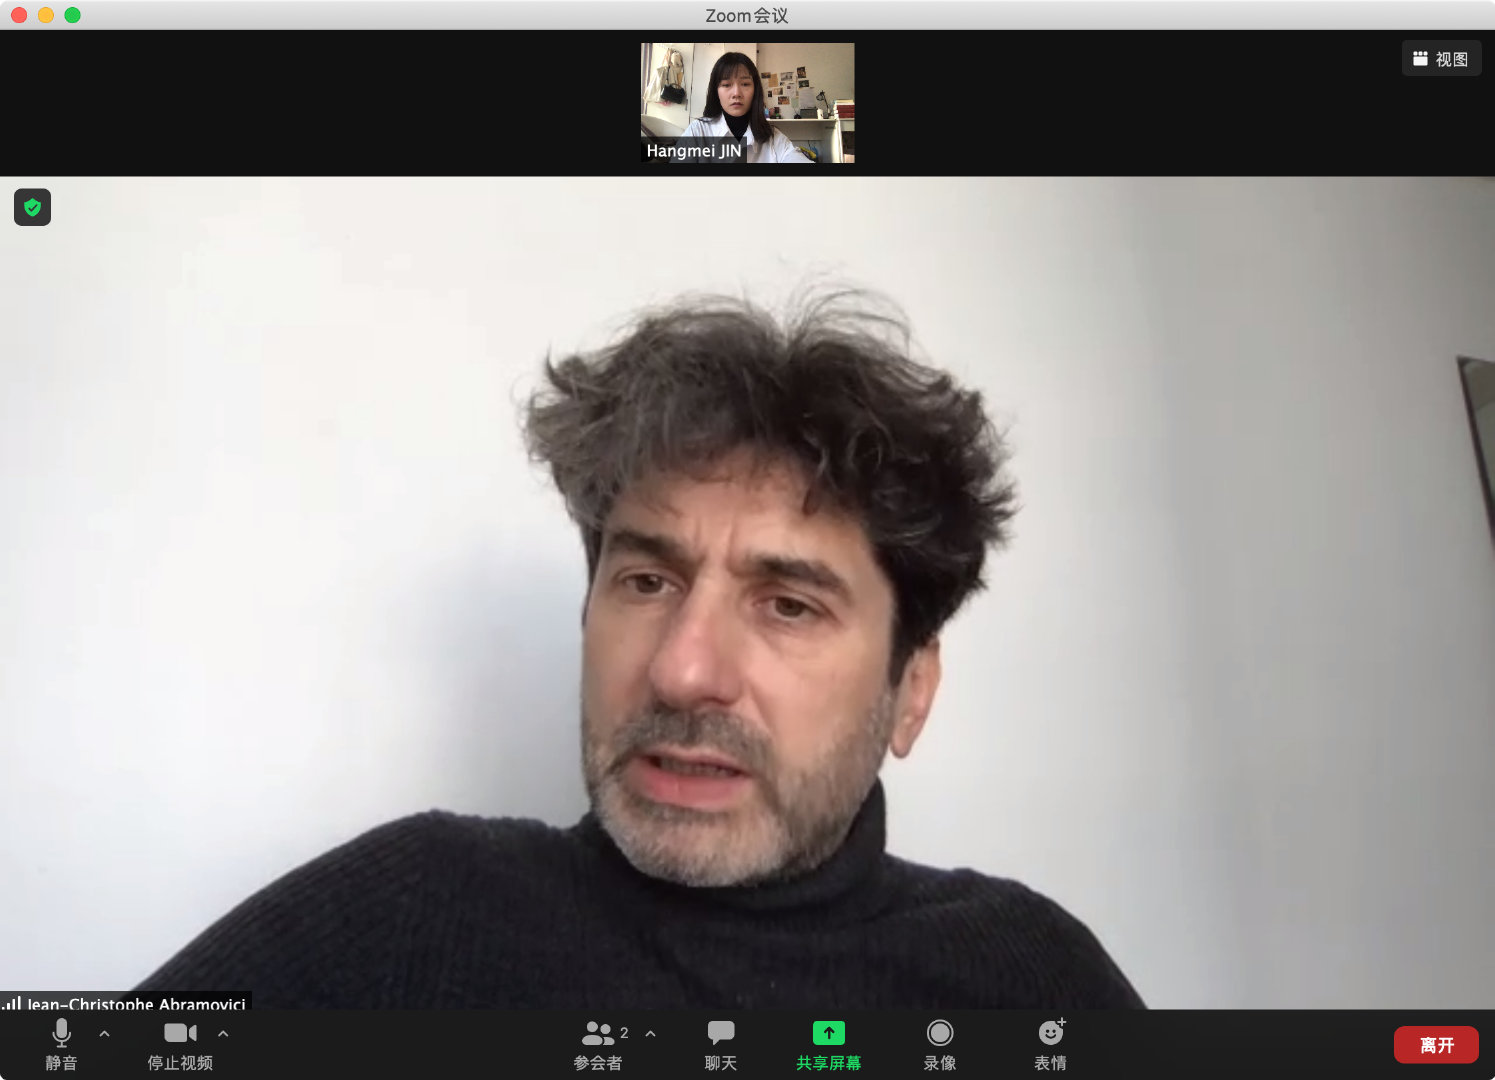 Zoom会议
视图
Hangmei JIN
Jean-Christophe Abramovici
静音
停止视频
2
参会者
聊天
共享屏幕
录像
表情
离开